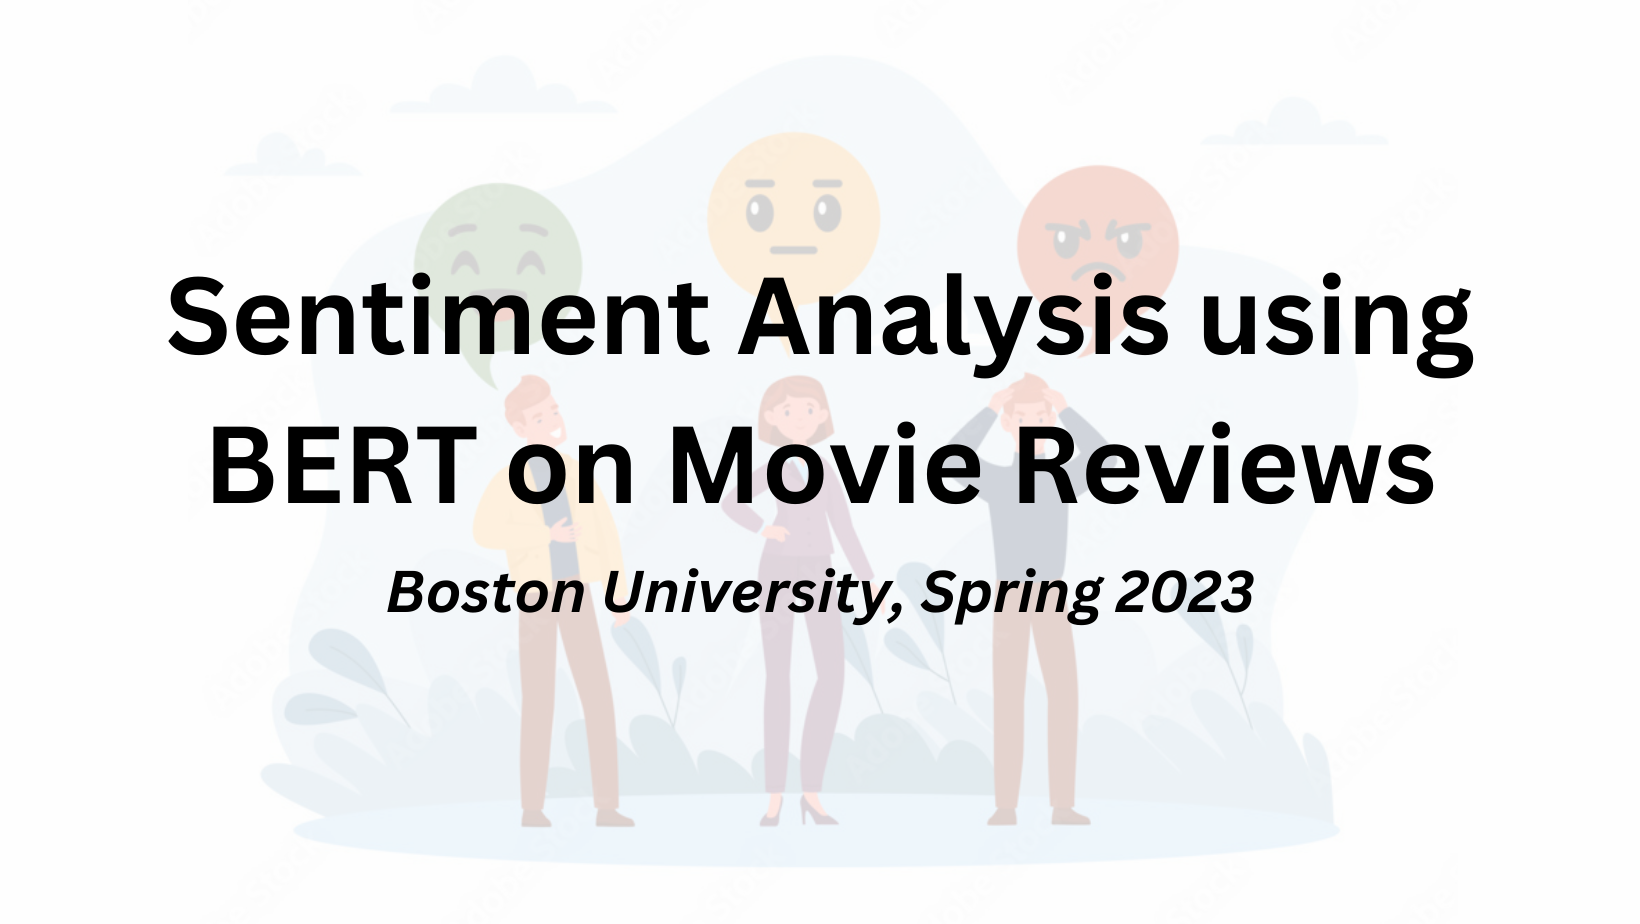 Sentiment Analysis using
BERT on Movie Reviews
Boston University, Spring 2023